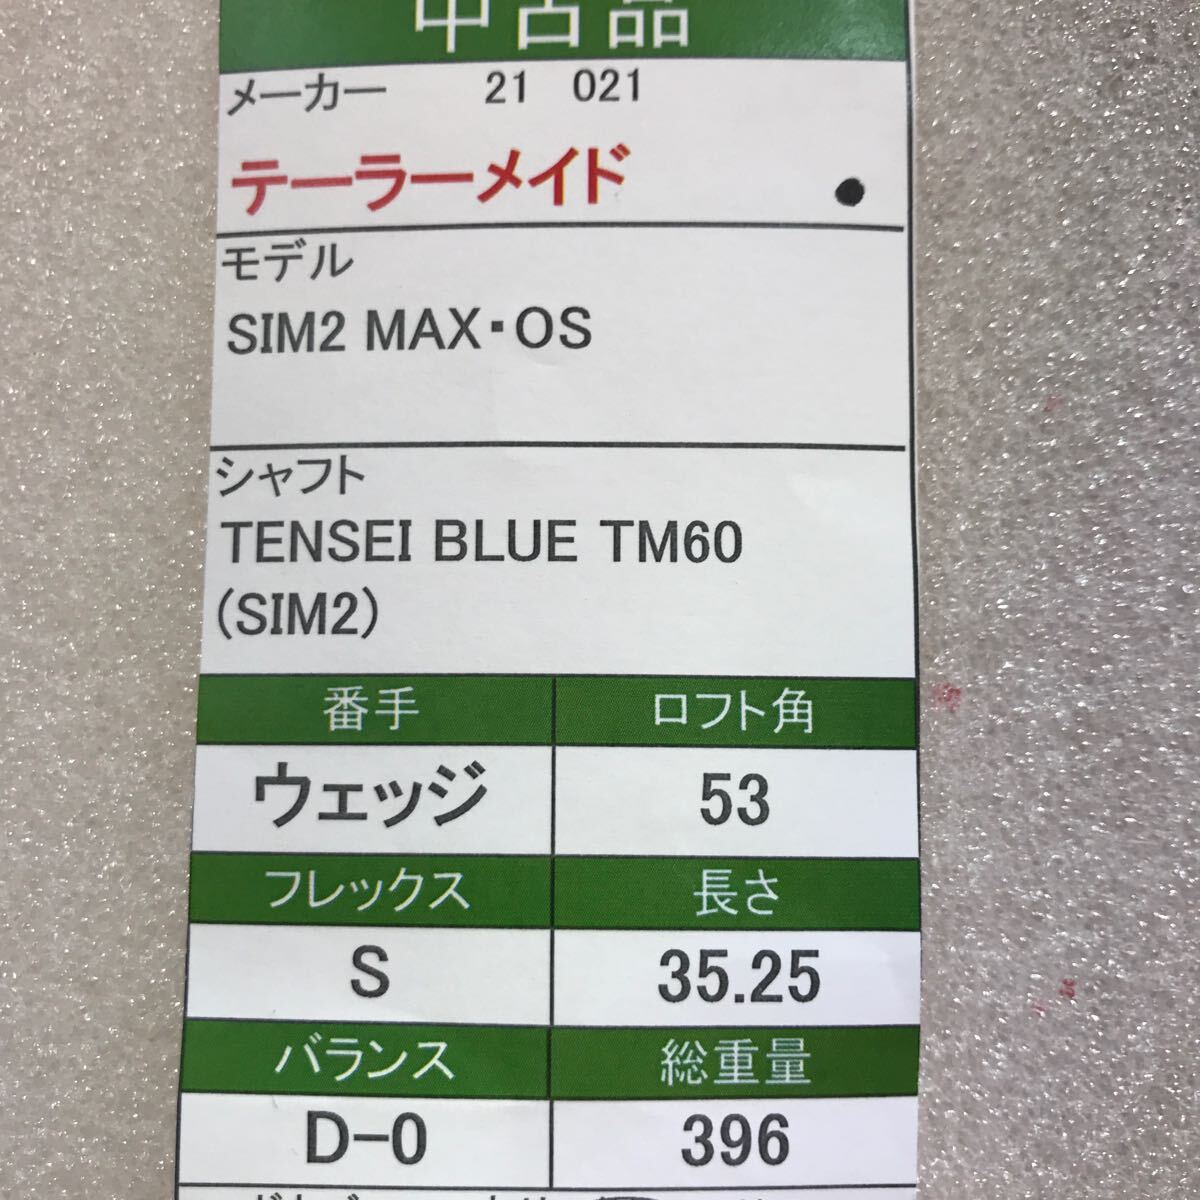 中古品
メーカー 21 021
テーラーメイド
モデル
SIM2 MAX・OS
シャフト
TENSEI BLUE TM60
(SIM2)
番手 ロフト角
ウェッジ 53
フレックス 長さ
S 35.25
バランス 総重量
D-0 396